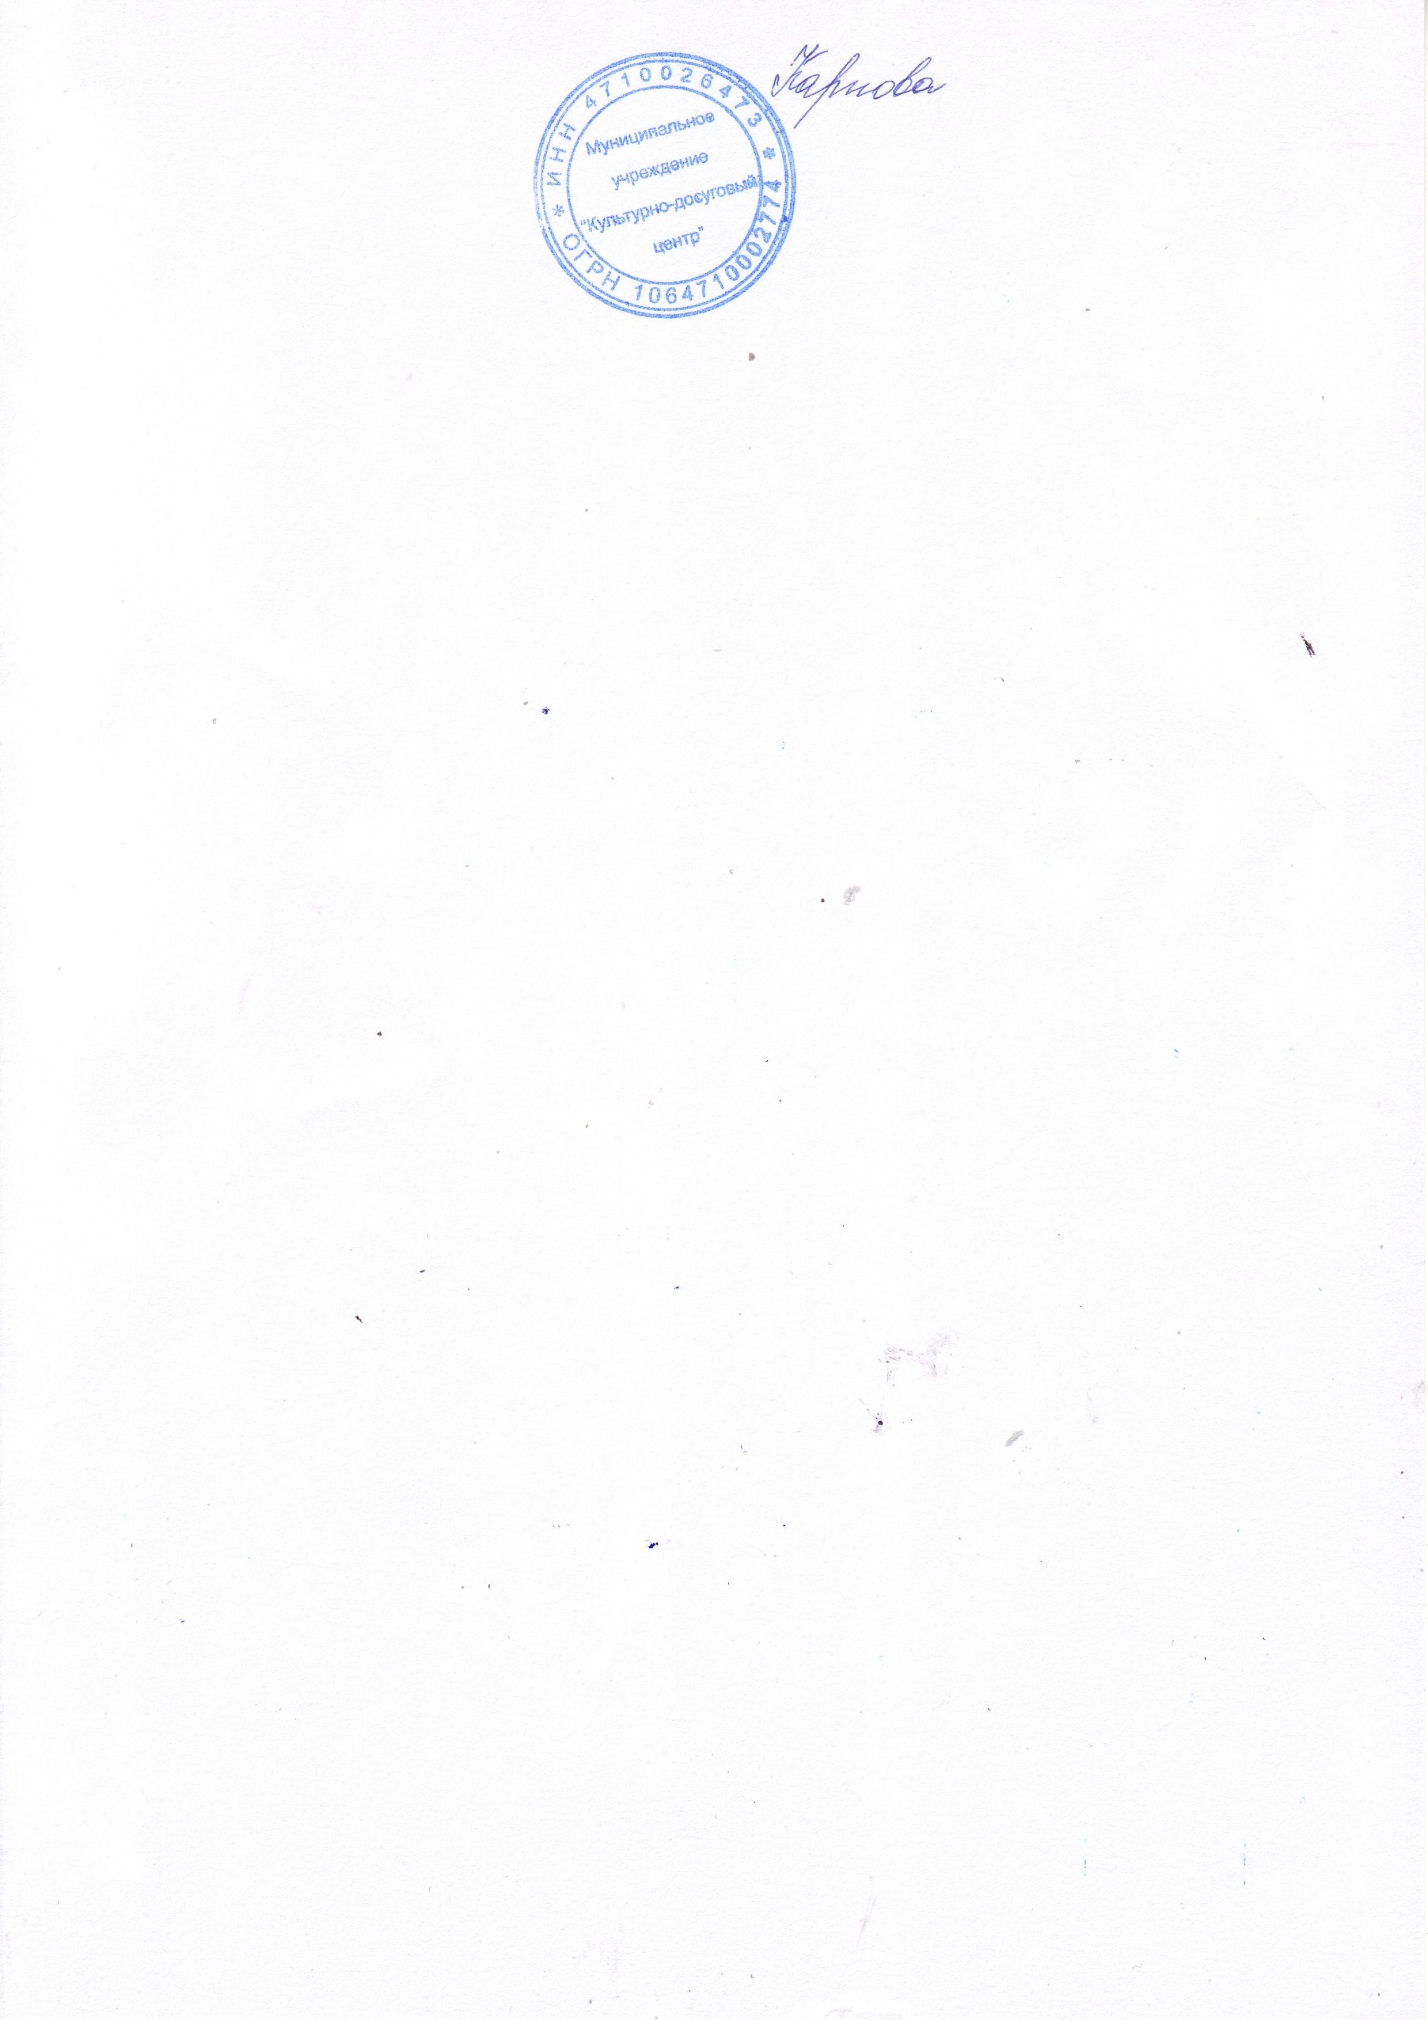 * ИНН 4710026473 *
Муниципальное
учреждение
"Культурно-досуговый
центр"
ОГРН 1064710002774
Карпова